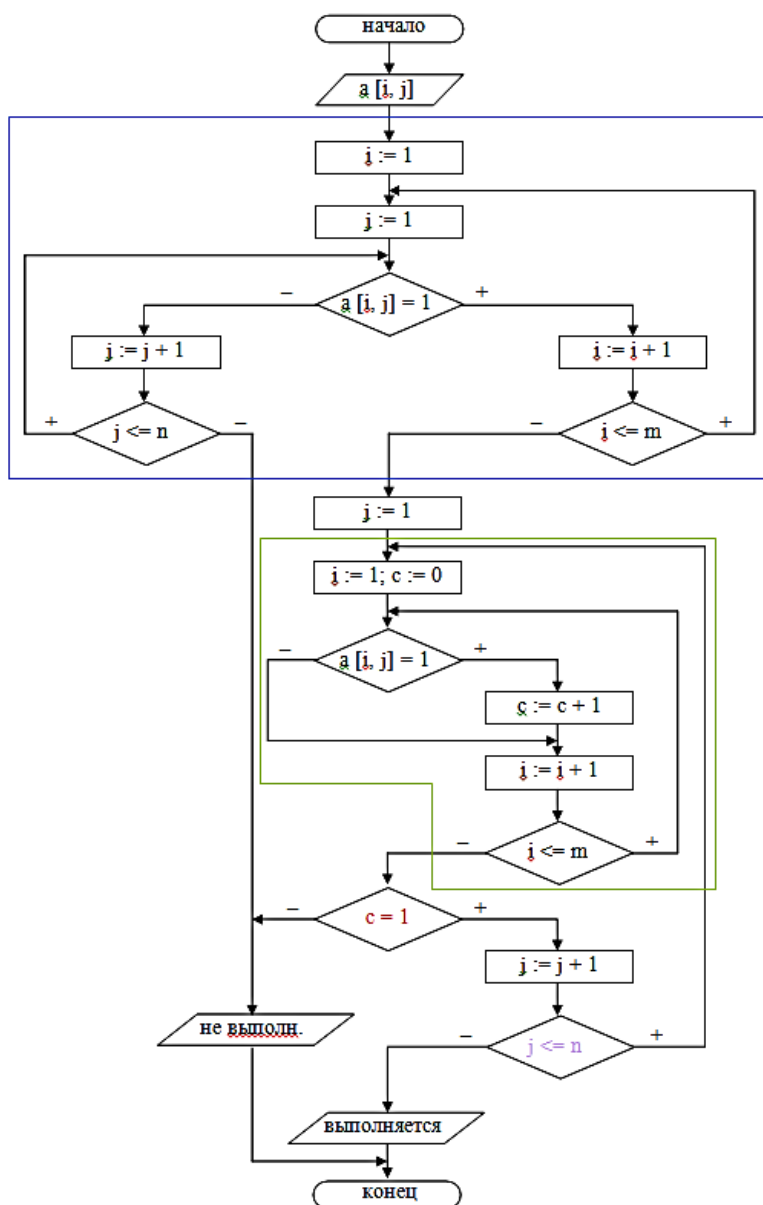 начало
a [i, j]
i := 1
j := 1
a [i, j] = 1
–
+
j := j + 1
i := i + 1
+
j <= n
–
–
i <= m
+
j := 1
i := 1; c := 0
–
a [i, j] = 1
+
c := c + 1
i := i + 1
–
i <= m
+
–
c = 1
+
j := j + 1
не выполн.
–
j <= n
+
выполняется
конец